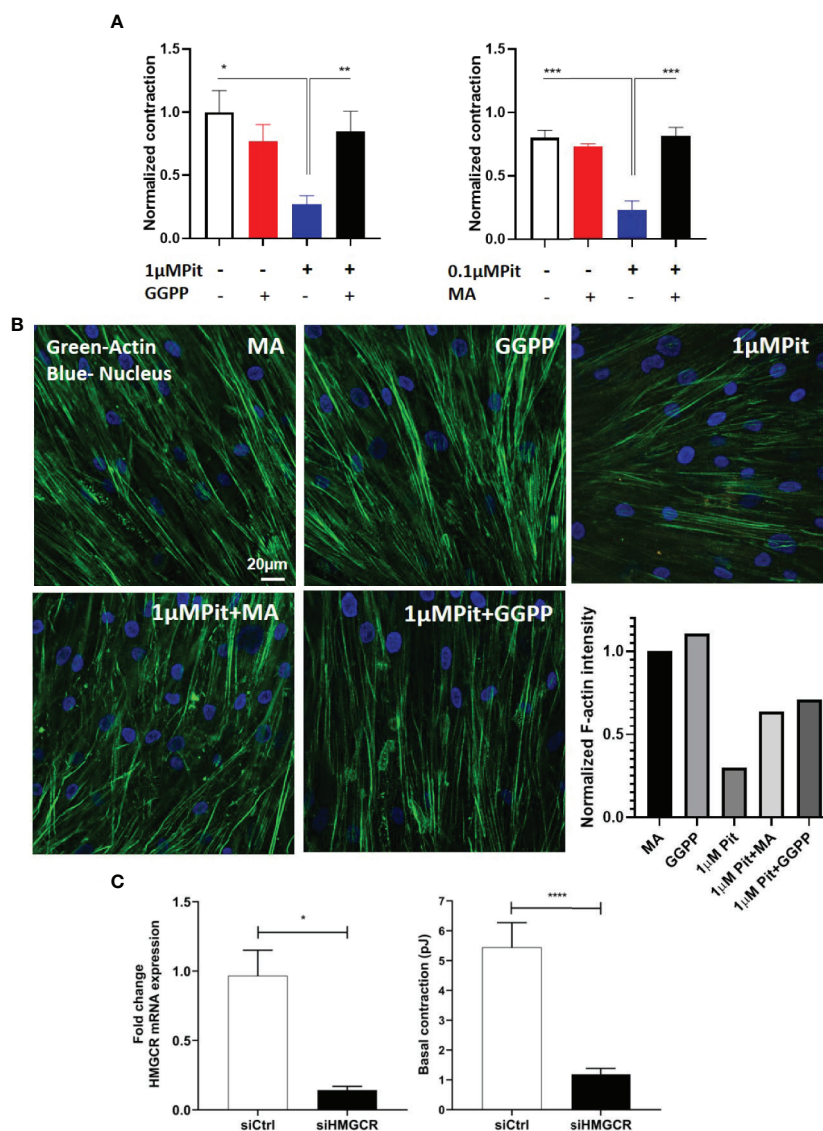 A
1.5
1.0
0.5
0.0
Normalized contraction
*
**
1μMPit - - + +
GGPP - + - +
1.5
1.0
0.5
0.0
Normalized contraction
***
***
0.1μMPit - - + +
MA - + - +
B
Green-Actin
Blue- Nucleus
MA
20μm
GGPP
1μMPit
1μMPit+MA
1μMPit+GGPP
Normalized F-actin intensity
1.0
0.5
0.0
MA
GGPP
1μM Pit
1μM Pit+MA
1μM Pit+GGPP
C
Fold change
HMGCR mRNA expression
1.5
1.0
0.5
0.0
*
siCtrl siHMGCR
Basal contraction (pJ)
7
6
5
4
3
2
1
0
****
siCtrl siHMGCR